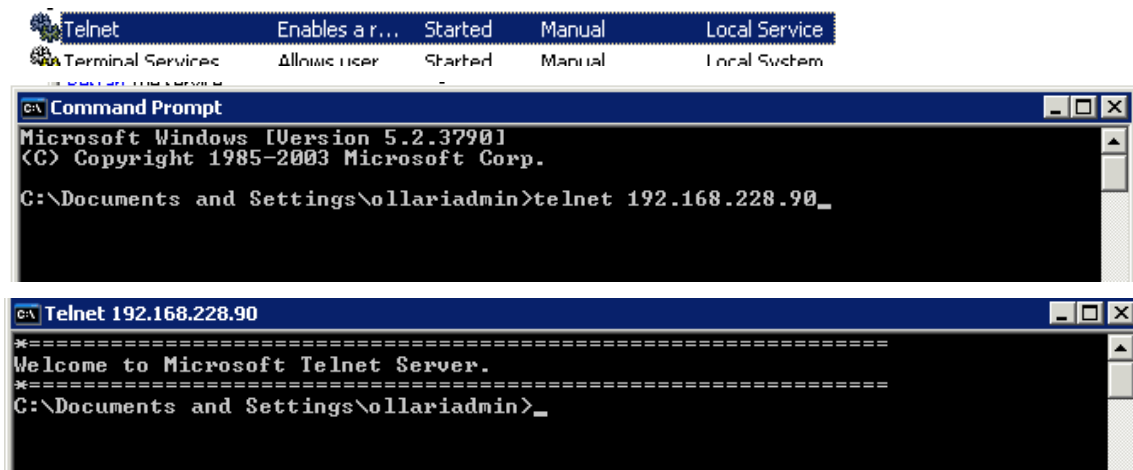 Telnet Enables a r... Started Manual Local Service
Terminal Services Allows user Started Manual Local System
Command Prompt
Microsoft Windows [Version 5.2.3790]
(C) Copyright 1985-2003 Microsoft Corp.
C:\Documents and Settings\ollariadmin>telnet 192.168.228.90_
Telnet 192.168.228.90
*===============================================================
Welcome to Microsoft Telnet Server.
*===============================================================
C:\Documents and Settings\ollariadmin>_